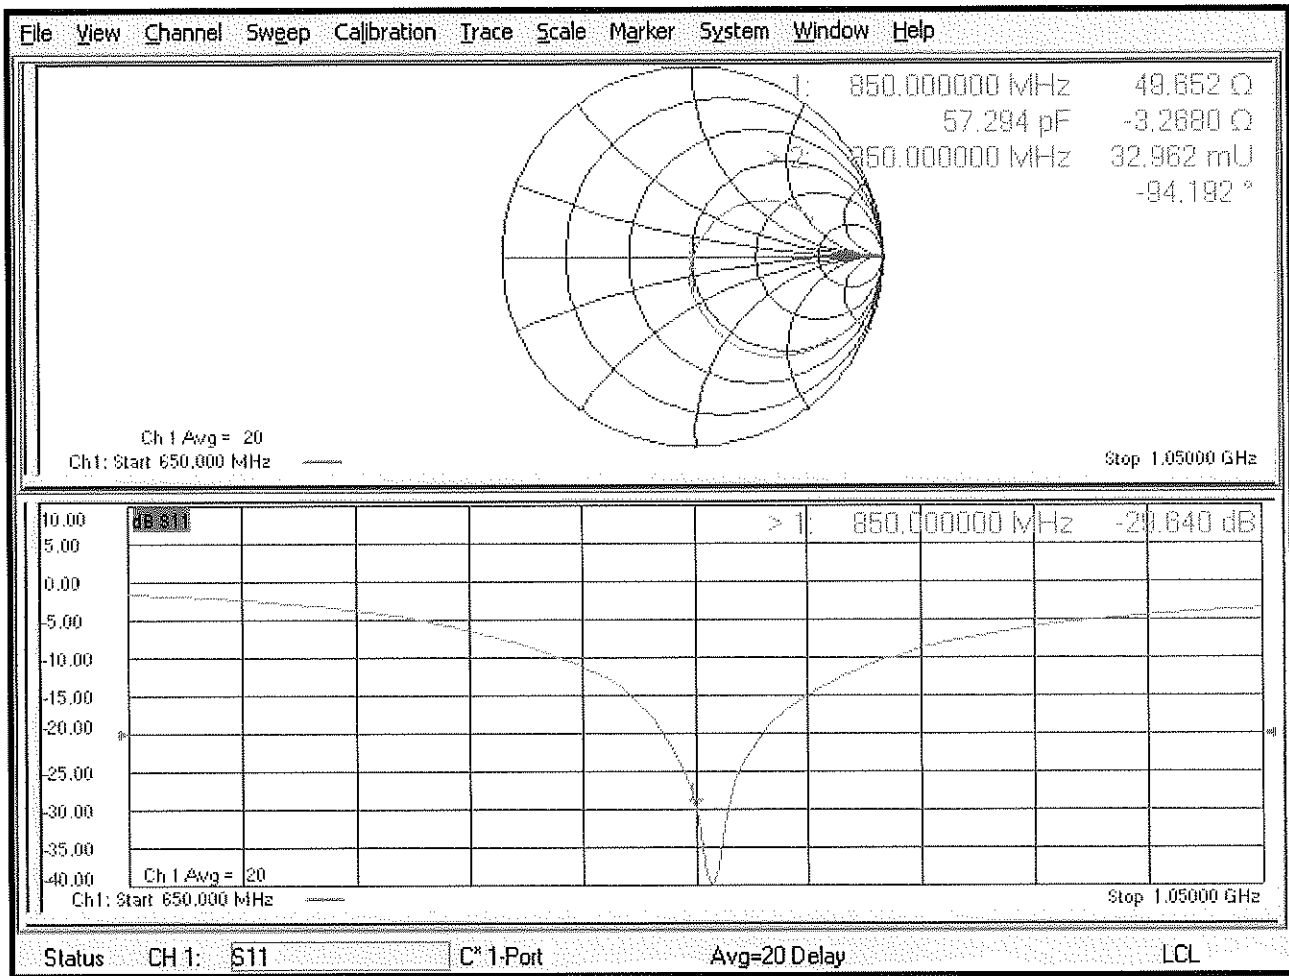 File View Channel Sweep Calibration Trace Scale Marker System Window Help
1: 850.000000 MHz 49.652 Ω
57.294 pF -3.2680 Ω
> 2: 850.000000 MHz 32.962 mU
-94.192 °
Ch 1 Avg = 20
Ch1: Start 650.000 MHz
Stop 1.05000 GHz
10.00 dB S11 > 1: 850.000000 MHz -29.640 dB
5.00
0.00
-5.00
-10.00
-15.00
-20.00
-25.00
-30.00
-35.00
-40.00
Ch 1 Avg = 20
Ch1: Start 650.000 MHz
Stop 1.05000 GHz
Status CH 1: S11 C* 1-Port Avg=20 Delay LCL